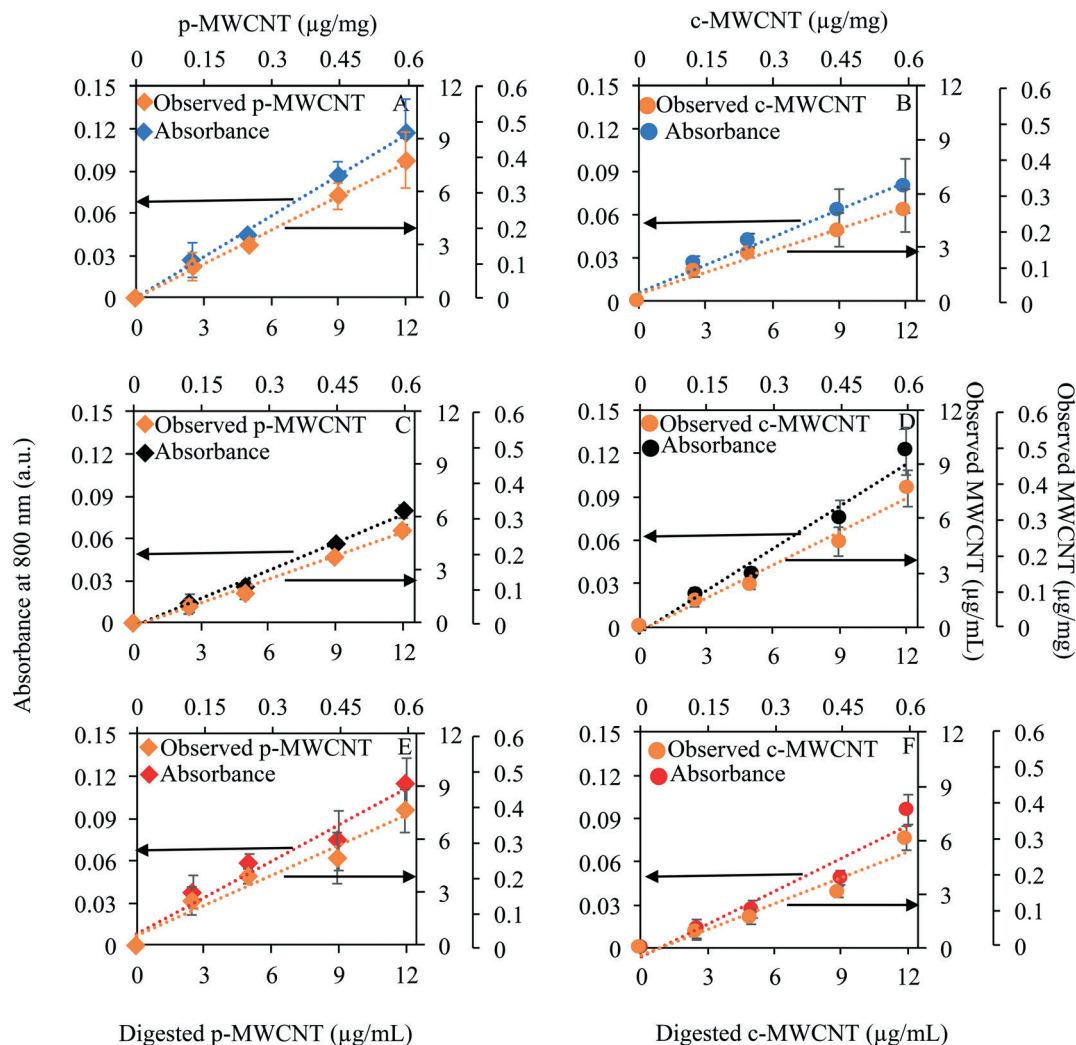 p-MWCNT (µg/mg)
c-MWCNT (µg/mg)
0 0.15 0.3 0.45 0.6
0 0.15 0.3 0.45 0.6
0.15 0.12 0.09 0.06 0.03 0
Observed p-MWCNT
Absorbance
A
12 9 6 3 0
0.6 0.5 0.4 0.3 0.2 0.1 0
0 3 6 9 12
0.15 0.12 0.09 0.06 0.03 0
Observed c-MWCNT
Absorbance
B
12 9 6 3 0
0.6 0.5 0.4 0.3 0.2 0.1 0
0 3 6 9 12
0 0.15 0.3 0.45 0.6
0.15 0.12 0.09 0.06 0.03 0
Observed p-MWCNT
Absorbance
C
12 9 6 3 0
0.6 0.5 0.4 0.3 0.2 0.1 0
0 3 6 9 12
0 0.15 0.3 0.45 0.6
0.15 0.12 0.09 0.06 0.03 0
Observed c-MWCNT
Absorbance
D
12 9 6 3 0
0.6 0.5 0.4 0.3 0.2 0.1 0
0 3 6 9 12
Absorbance at 800 nm (a.u.)
Observed MWCNT (µg/mL)
Observed MWCNT (µg/mg)
0 0.15 0.3 0.45 0.6
0.15 0.12 0.09 0.06 0.03 0
Observed p-MWCNT
Absorbance
E
12 9 6 3 0
0.6 0.5 0.4 0.3 0.2 0.1 0
0 3 6 9 12
0 0.15 0.3 0.45 0.6
0.15 0.12 0.09 0.06 0.03 0
Observed c-MWCNT
Absorbance
F
12 9 6 3 0
0.6 0.5 0.4 0.3 0.2 0.1 0
0 3 6 9 12
Digested p-MWCNT (µg/mL)
Digested c-MWCNT (µg/mL)